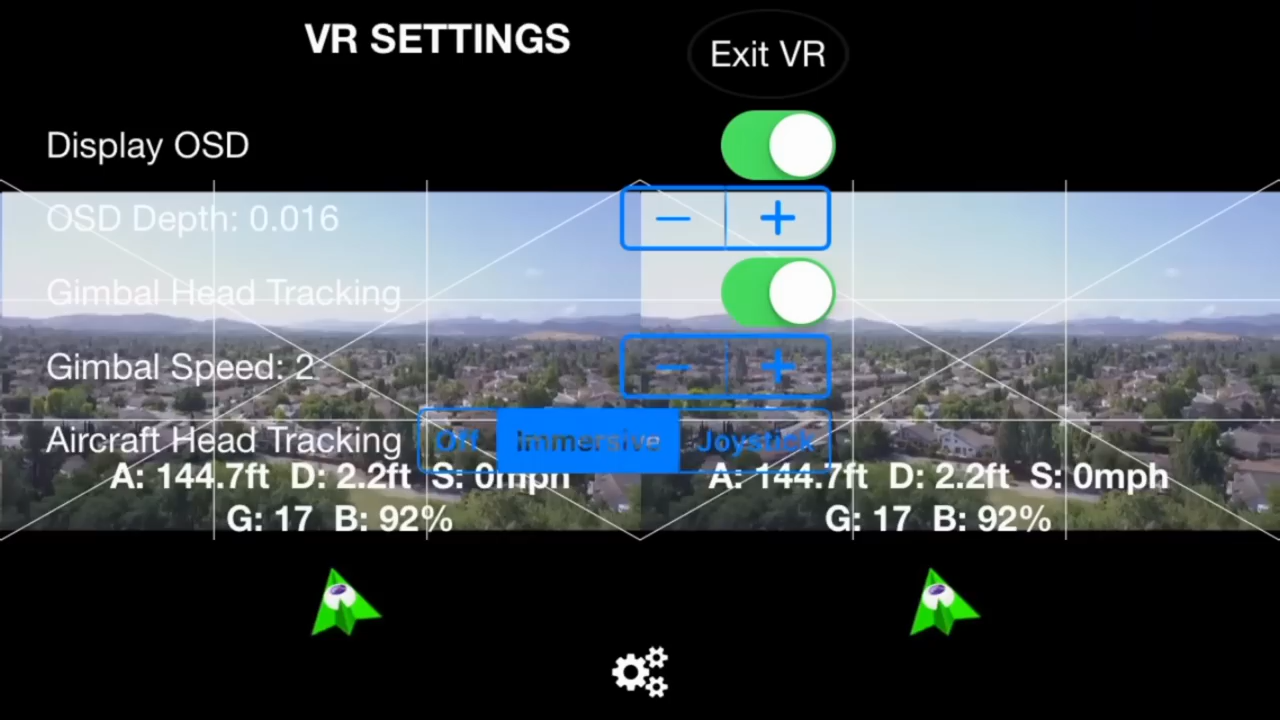 VR SETTINGS
Exit VR
Display OSD
OSD Depth: 0.016
− +
Gimbal Head Tracking
Gimbal Speed: 2
− +
Aircraft Head Tracking Off Immersive Joystick
A: 144.7ft D: 2.2ft S: 0mph A: 144.7ft D: 2.2ft S: 0mph
G: 17 B: 92% G: 17 B: 92%